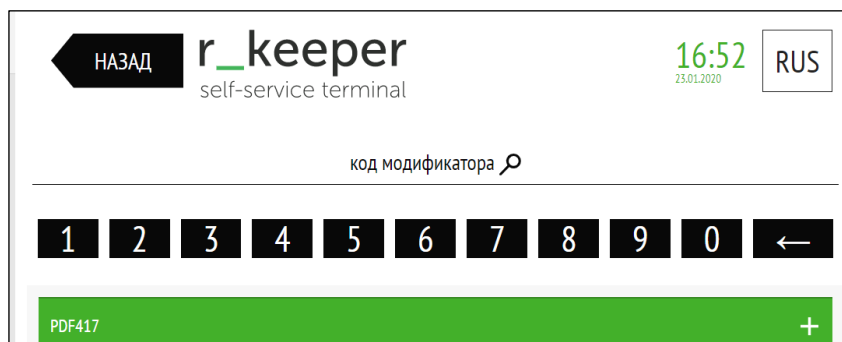 НАЗАД
r_keeper
self-service terminal
16:52
23.01.2020
RUS
код модификатора
1 2 3 4 5 6 7 8 9 0 ←
PDF417 +